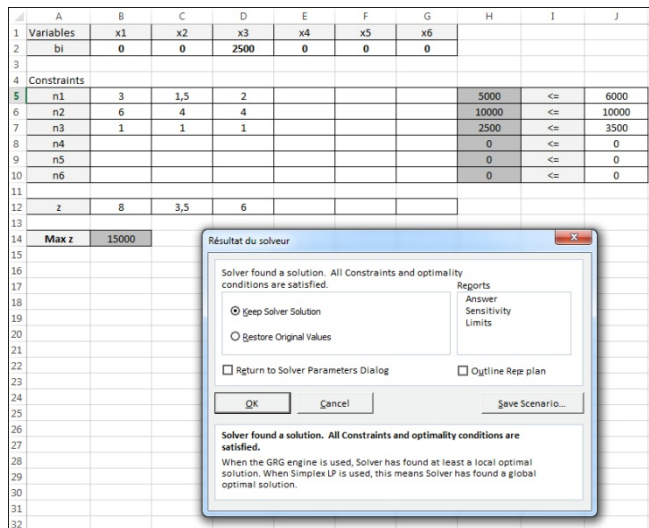 A B C D E F G H I J
1 Variables x1 x2 x3 x4 x5 x6
2 bi 0 0 2500 0 0 0
3
4 Constraints
5 n1 3 1,5 2 5000 <= 6000
6 n2 6 4 4 10000 <= 10000
7 n3 1 1 1 2500 <= 3500
8 n4 0 <= 0
9 n5 0 <= 0
10 n6 0 <= 0
11
12 z 8 3,5 6
13
14 Max z 15000
15
16
17
18
19
20
21
22
23
24
25
26
27
28
29
30
31
32
Résultat du solveur
Solver found a solution. All Constraints and optimality
conditions are satisfied.
Keep Solver Solution
Restore Original Values
Reports
Answer
Sensitivity
Limits
Return to Solver Parameters Dialog
Outline Repe plan
OK Cancel Save Scenario...
Solver found a solution. All Constraints and optimality conditions are
satisfied.
When the GRG engine is used, Solver has found at least a local optimal
solution. When Simplex LP is used, this means Solver has found a global
optimal solution.